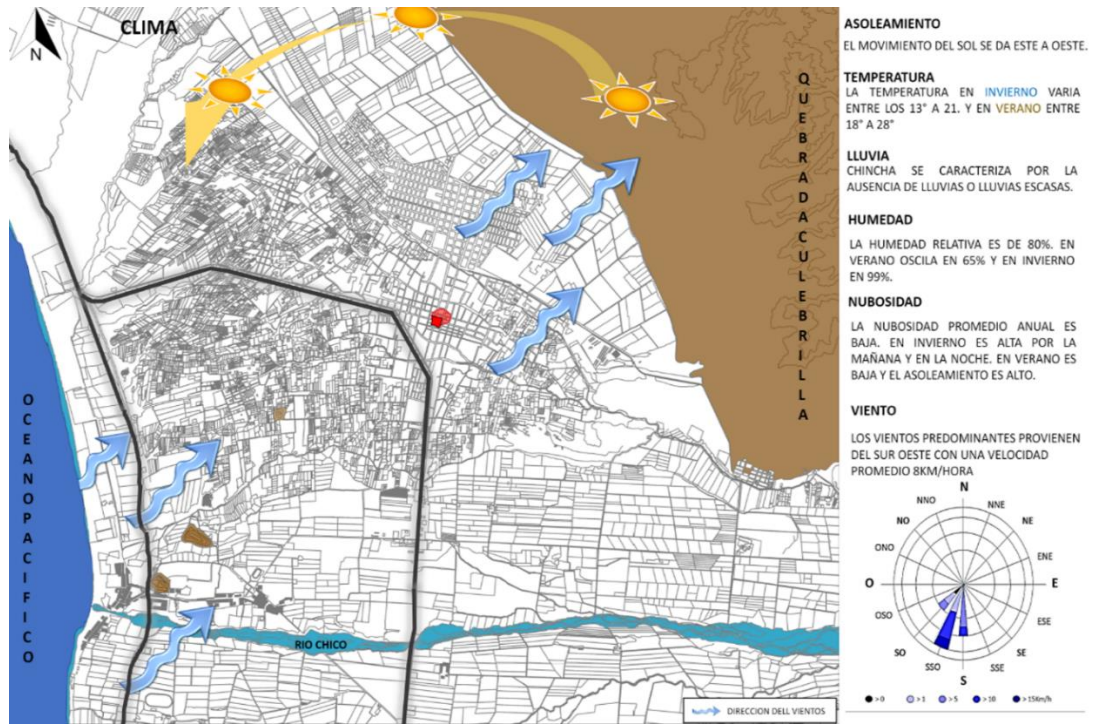 CLIMA
N
QUEBRADACULEBRILLA
OCEANOPACIFICO
RIO CHICO
DIRECCION DELL VIENTOS
ASOLEAMIENTO
EL MOVIMIENTO DEL SOL SE DA ESTE A OESTE.
TEMPERATURA
LA TEMPERATURA EN INVIERNO VARIA
ENTRE LOS 13° A 21. Y EN VERANO ENTRE
18° A 28°
LLUVIA
CHINCHA SE CARACTERIZA POR LA
AUSENCIA DE LLUVIAS O LLUVIAS ESCASAS.
HUMEDAD
LA HUMEDAD RELATIVA ES DE 80%. EN
VERANO OSCILA EN 65% Y EN INVIERNO
EN 99%.
NUBOSIDAD
LA NUBOSIDAD PROMEDIO ANUAL ES
BAJA. EN INVIERNO ES ALTA POR LA
MAÑANA Y EN LA NOCHE. EN VERANO ES
BAJA Y EL ASOLEAMIENTO ES ALTO.
VIENTO
LOS VIENTOS PREDOMINANTES PROVIENEN
DEL SUR OESTE CON UNA VELOCIDAD
PROMEDIO 8KM/HORA
N
NNO NNE
NO NE
ONO ENE
O E
OSO ESE
SO SE
SSO SSE
S
>0 >1 >5 >10 >15Km/h